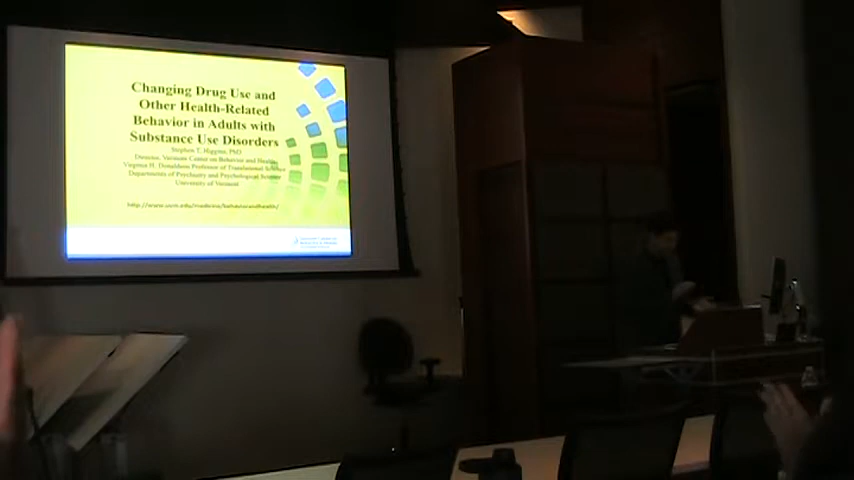 Changing Drug Use and
Other Health-Related
Behavior in Adults with
Substance Use Disorders
Stephen T. Higgins, PhD
Director, Vermont Center on Behavior and Health
Virginia H. Donaldson Professor of Translational Science
Departments of Psychiatry and Psychological Science
University of Vermont
http://www.uvm.edu/medicine/behaviorandhealth/